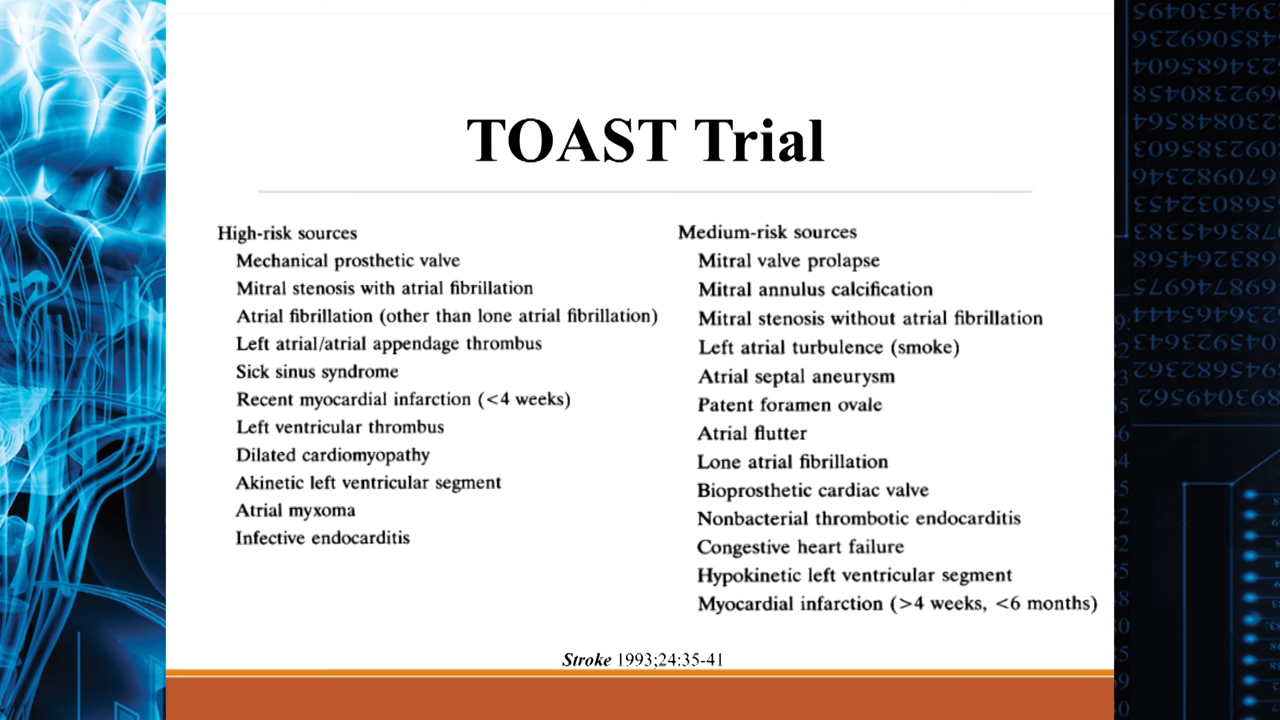 TOAST Trial
High-risk sources
Mechanical prosthetic valve
Mitral stenosis with atrial fibrillation
Atrial fibrillation (other than lone atrial fibrillation)
Left atrial/atrial appendage thrombus
Sick sinus syndrome
Recent myocardial infarction (<4 weeks)
Left ventricular thrombus
Dilated cardiomyopathy
Akinetic left ventricular segment
Atrial myxoma
Infective endocarditis
Medium-risk sources
Mitral valve prolapse
Mitral annulus calcification
Mitral stenosis without atrial fibrillation
Left atrial turbulence (smoke)
Atrial septal aneurysm
Patent foramen ovale
Atrial flutter
Lone atrial fibrillation
Bioprosthetic cardiac valve
Nonbacterial thrombotic endocarditis
Congestive heart failure
Hypokinetic left ventricular segment
Myocardial infarction (>4 weeks, <6 months)
Stroke 1993;24:35-41